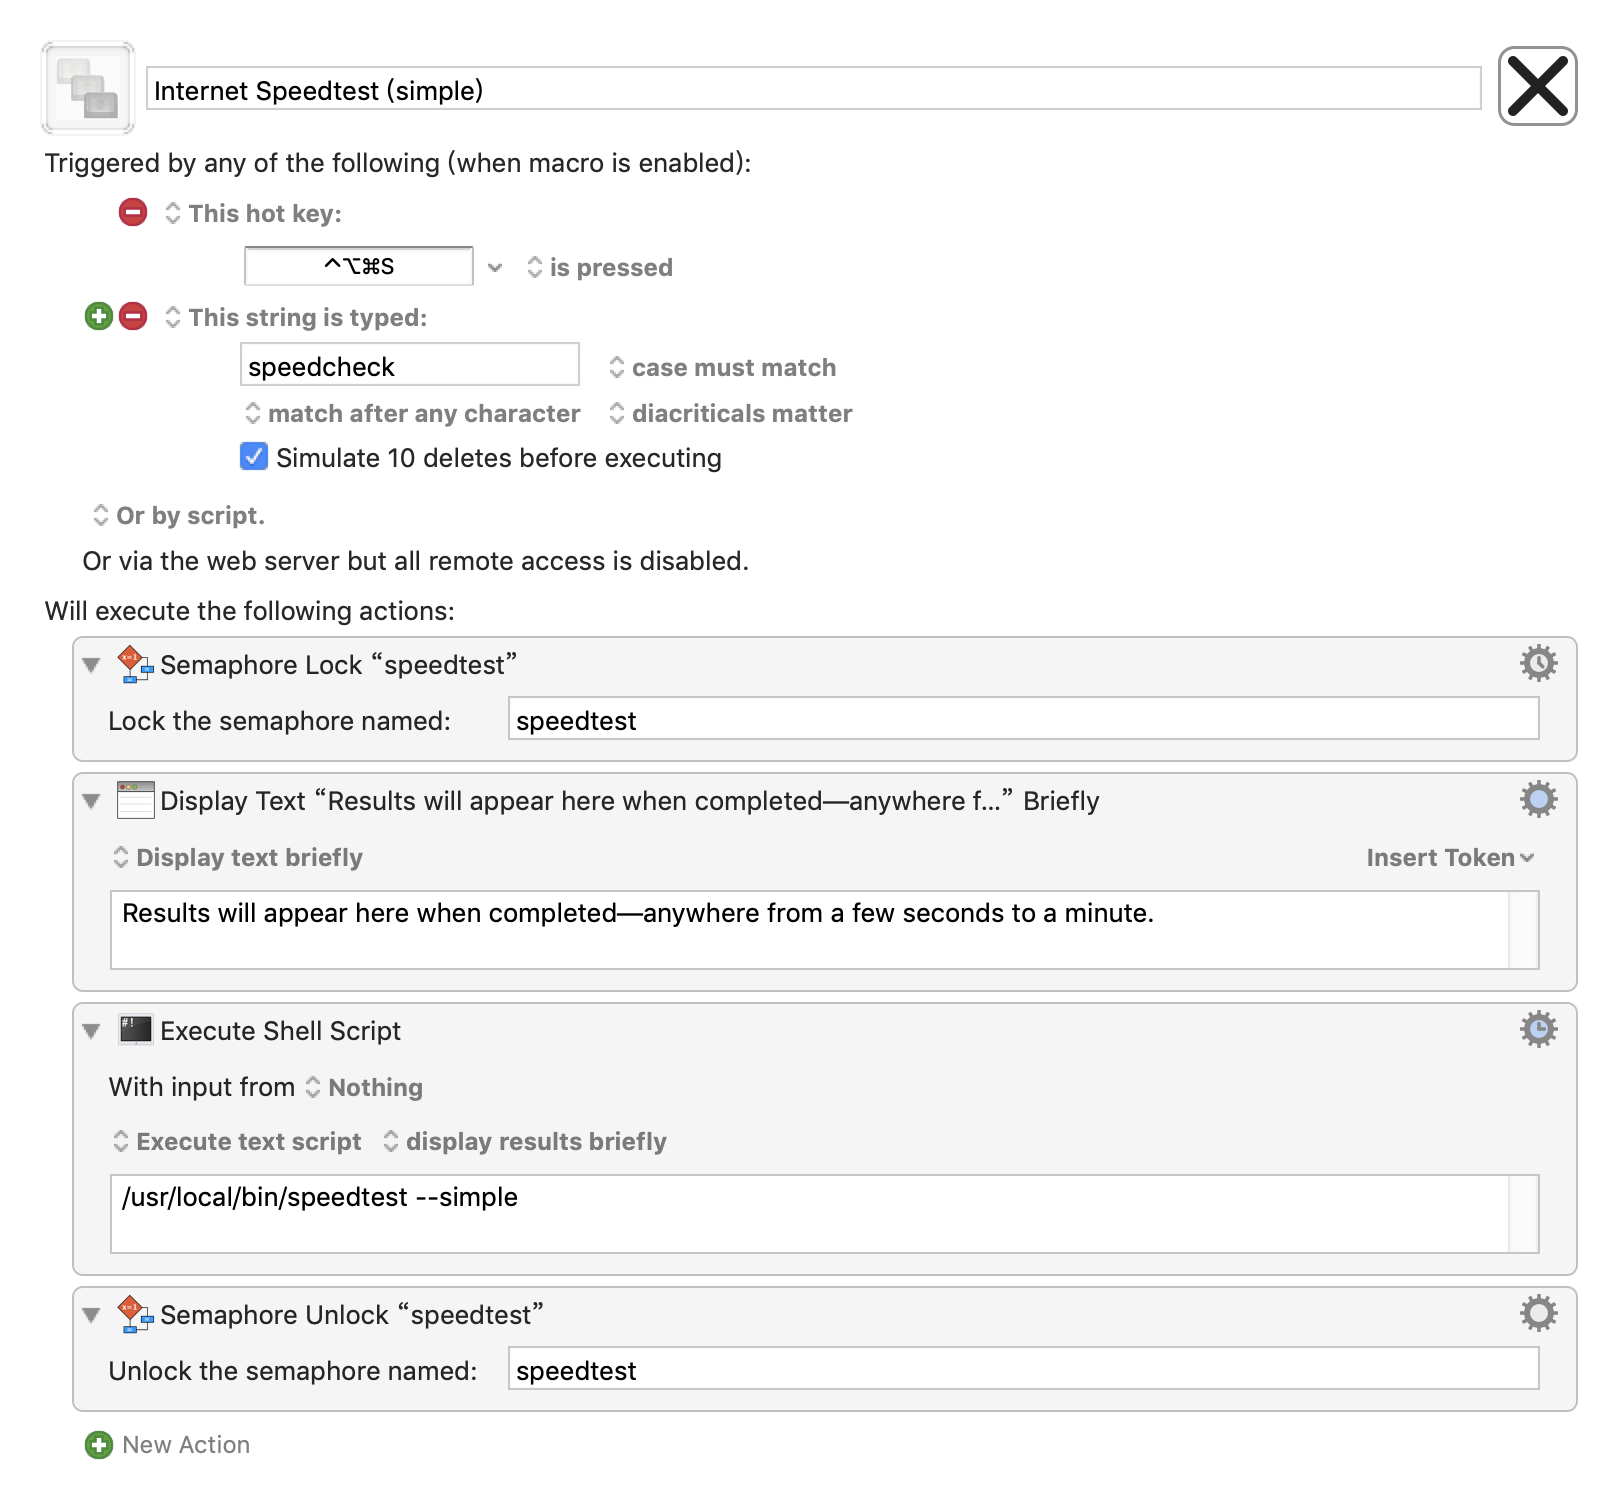 Internet Speedtest (simple)
Triggered by any of the following (when macro is enabled):
This hot key:
^⌥⌘S is pressed
This string is typed:
speedcheck case must match
match after any character diacriticals matter
Simulate 10 deletes before executing
Or by script.
Or via the web server but all remote access is disabled.
Will execute the following actions:
x=1 Semaphore Lock “speedtest”
Lock the semaphore named: speedtest
Display Text “Results will appear here when completed—anywhere f...” Briefly
Display text briefly Insert Token
Results will appear here when completed—anywhere from a few seconds to a minute.
#! Execute Shell Script
With input from Nothing
Execute text script display results briefly
/usr/local/bin/speedtest --simple
x=1 Semaphore Unlock “speedtest”
Unlock the semaphore named: speedtest
New Action